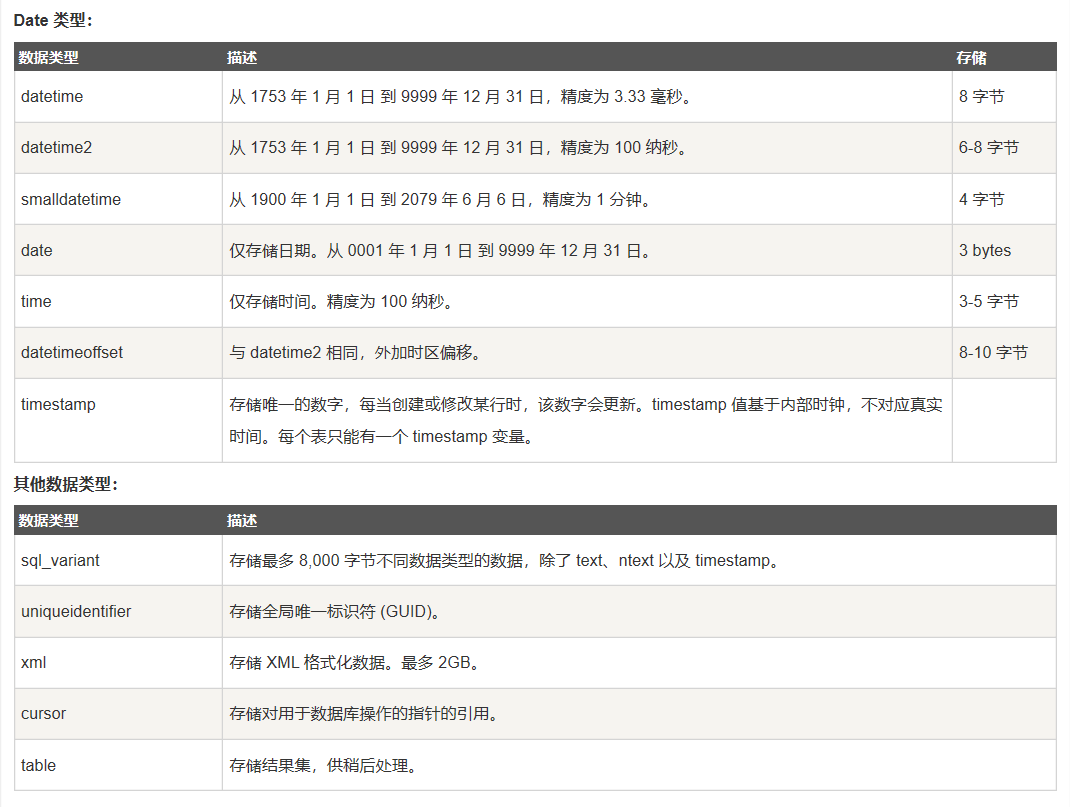 Date 类型：
数据类型 描述 存储
datetime 从 1753 年 1 月 1 日 到 9999 年 12 月 31 日，精度为 3.33 毫秒。 8 字节
datetime2 从 1753 年 1 月 1 日 到 9999 年 12 月 31 日，精度为 100 纳秒。 6-8 字节
smalldatetime 从 1900 年 1 月 1 日 到 2079 年 6 月 6 日，精度为 1 分钟。 4 字节
date 仅存储日期。从 0001 年 1 月 1 日 到 9999 年 12 月 31 日。 3 bytes
time 仅存储时间。精度为 100 纳秒。 3-5 字节
datetimeoffset 与 datetime2 相同，外加时区偏移。 8-10 字节
timestamp 存储唯一的数字，每当创建或修改某行时，该数字会更新。timestamp 值基于内部时钟，不对应真实
时间。每个表只能有一个 timestamp 变量。
其他数据类型：
数据类型 描述
sql_variant 存储最多 8,000 字节不同数据类型的数据，除了 text、ntext 以及 timestamp。
uniqueidentifier 存储全局唯一标识符 (GUID)。
xml 存储 XML 格式化数据。最多 2GB。
cursor 存储对用于数据库操作的指针的引用。
table 存储结果集，供稍后处理。